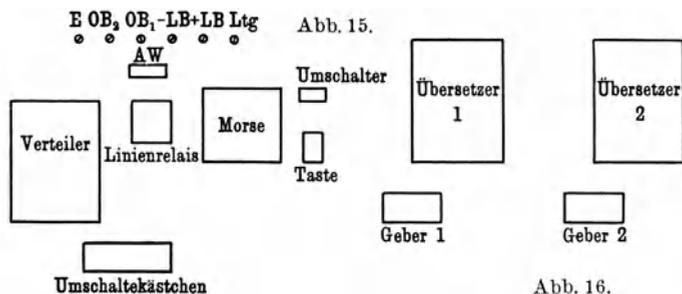 E OB₂ OB₁ -LB +LB Ltg
Abb. 15.
AW
Umschalter
Übersetzer
1
Übersetzer
2
Verteiler
Linienrelais
Morse
Taste
Geber 1
Geber 2
Umschaltekästchen
Abb. 16.